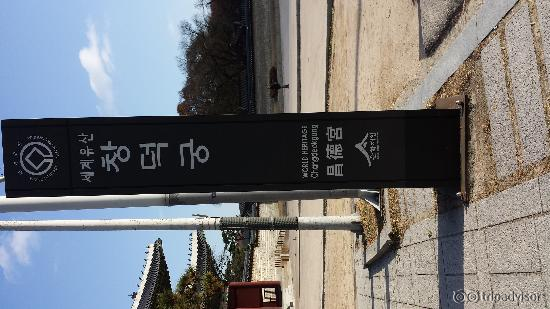 세계유산
창덕궁
WORLD HERITAGE
Changdeokgung
昌德宮
tripadvisor